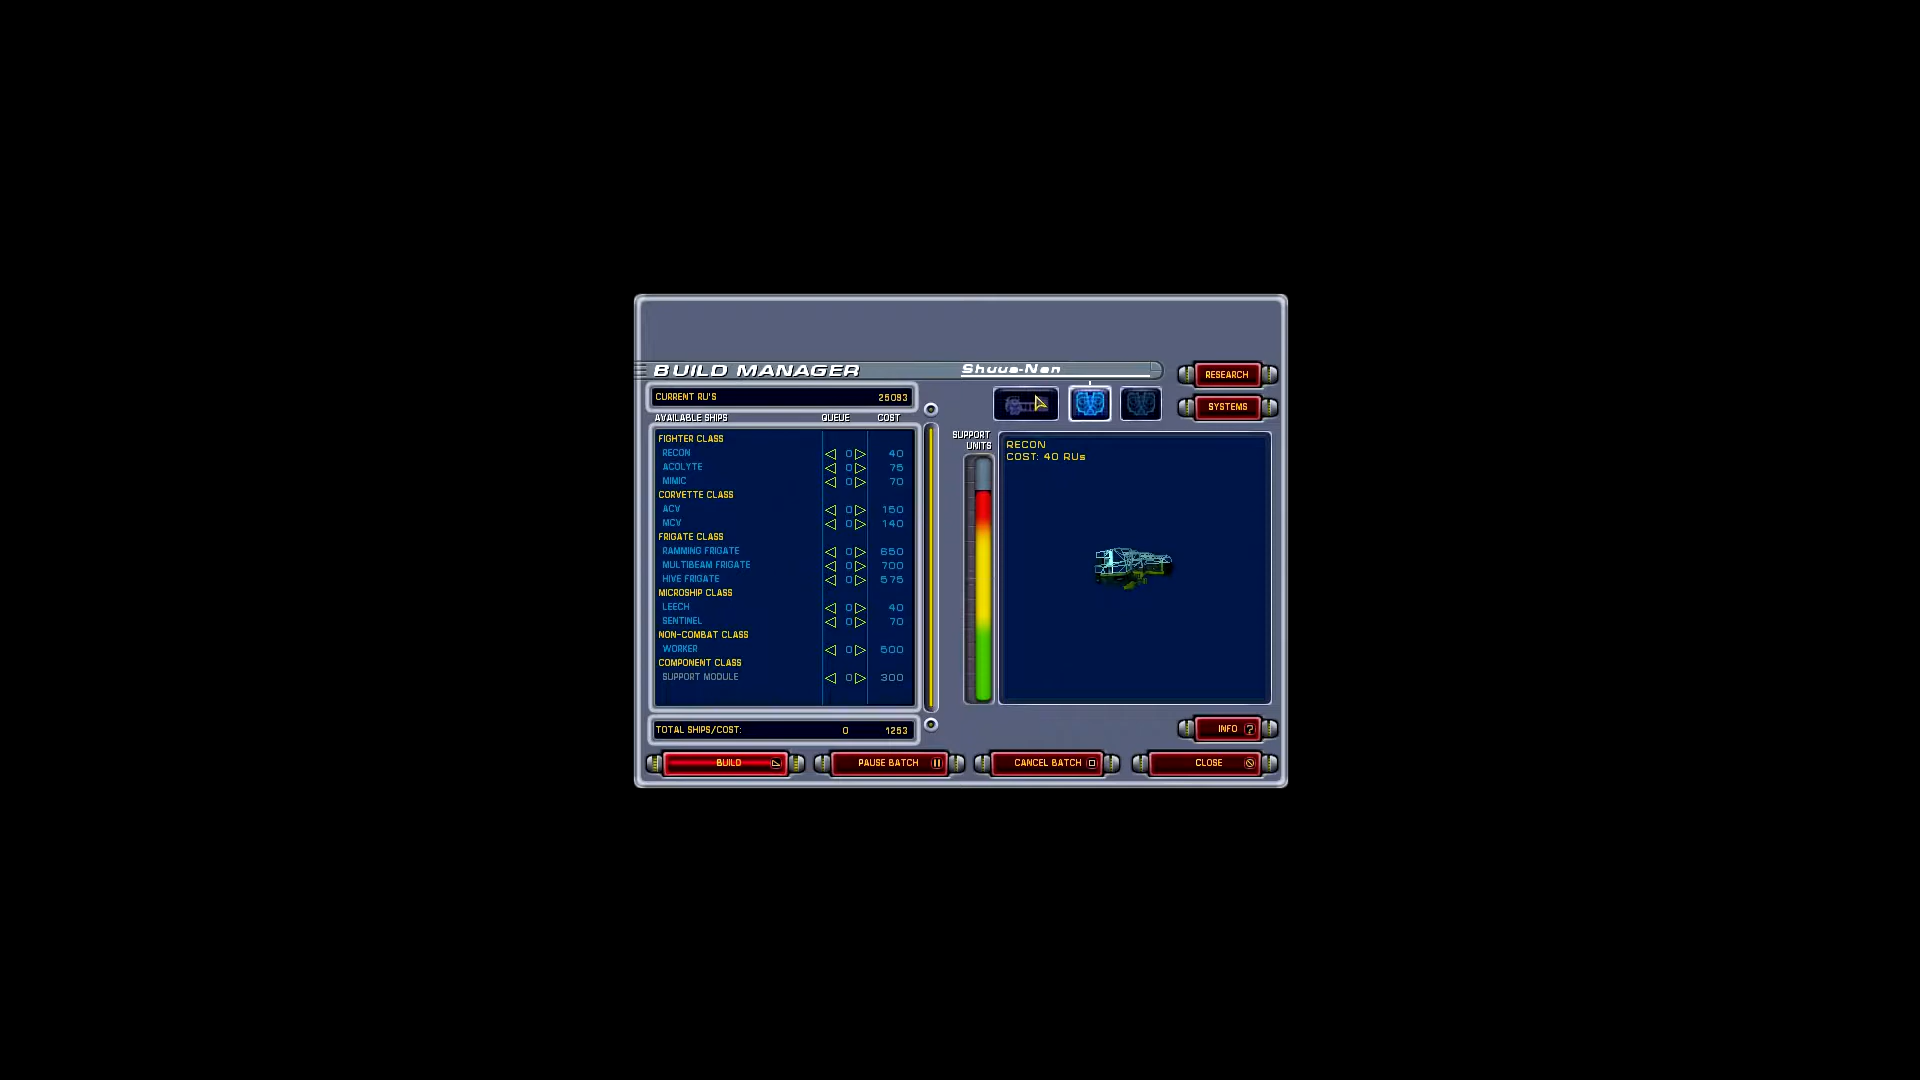 BUILD MANAGER
Shuus-Nan
RESEARCH
CURRENT RU'S 25093
SYSTEMS
AVAILABLE SHIPS QUEUE COST
FIGHTER CLASS
RECON 0 40
ACOLYTE 0 75
MIMIC 0 70
CORVETTE CLASS
ACV 0 150
MCV 0 140
FRIGATE CLASS
RAMMING FRIGATE 0 650
MULTIBEAM FRIGATE 0 700
HIVE FRIGATE 0 575
MICROSHIP CLASS
LEECH 0 40
SENTINEL 0 70
NON-COMBAT CLASS
WORKER 0 500
COMPONENT CLASS
SUPPORT MODULE 0 300
SUPPORT
UNITS
RECON
COST: 40 RUs
TOTAL SHIPS/COST: 0 1253
INFO ?
BUILD
PAUSE BATCH
CANCEL BATCH
CLOSE